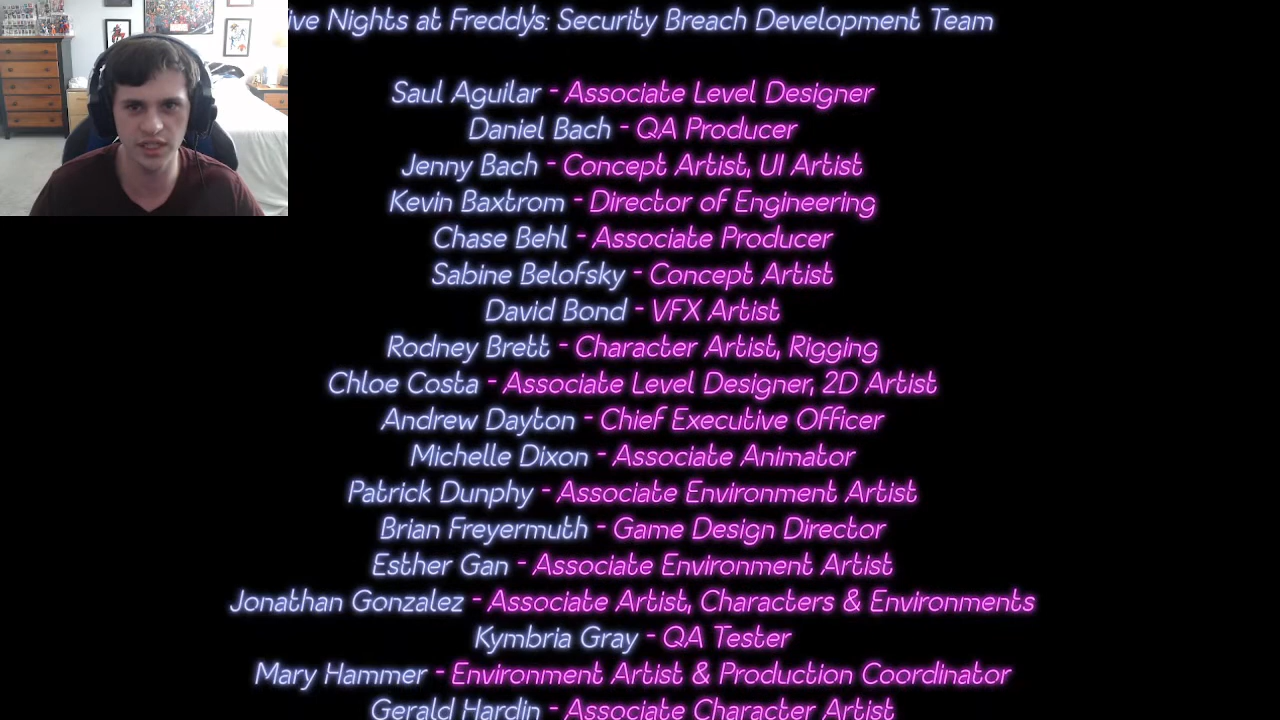 ive Nights at Freddy's: Security Breach Development Team
Saul Aguilar - Associate Level Designer
Daniel Bach - QA Producer
Jenny Bach - Concept Artist, UI Artist
Kevin Baxtrom - Director of Engineering
Chase Behl - Associate Producer
Sabine Belofsky - Concept Artist
David Bond - VFX Artist
Rodney Brett - Character Artist, Rigging
Chloe Costa - Associate Level Designer, 2D Artist
Andrew Dayton - Chief Executive Officer
Michelle Dixon - Associate Animator
Patrick Dunphy - Associate Environment Artist
Brian Freyermuth - Game Design Director
Esther Gan - Associate Environment Artist
Jonathan Gonzalez - Associate Artist, Characters & Environments
Kymbria Gray - QA Tester
Mary Hammer - Environment Artist & Production Coordinator
Gerald Hardin - Associate Character Artist